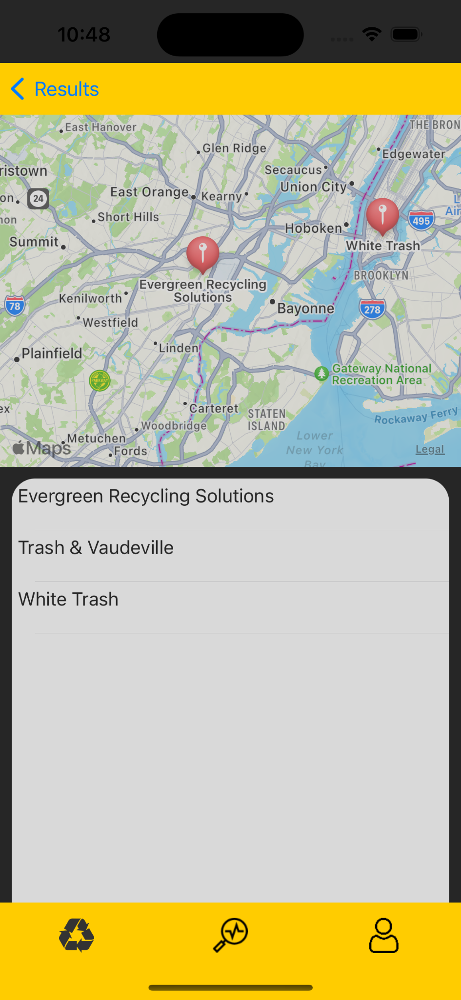 10:48
Results
East Hanover
THE BRON
Glen Ridge
Edgewater
ristown
Secaucus
Union City
East Orange
Kearny
on
24
L
Air
Short Hills
non
495
Hoboken
Summit
White Trash
BROOKLYN
Evergreen Recycling
Solutions
Kenilworth
78
Bayonne
278
Westfield
Linden
Plainfield
Gateway National
Recreation Area
PARKWAY
ex
Carteret
STATEN
ISLAND
Rockaway Ferry
Woodbridge
Lower
New York
Bay
Metuchen
Maps
Fords
Legal
Evergreen Recycling Solutions
Trash & Vaudeville
White Trash